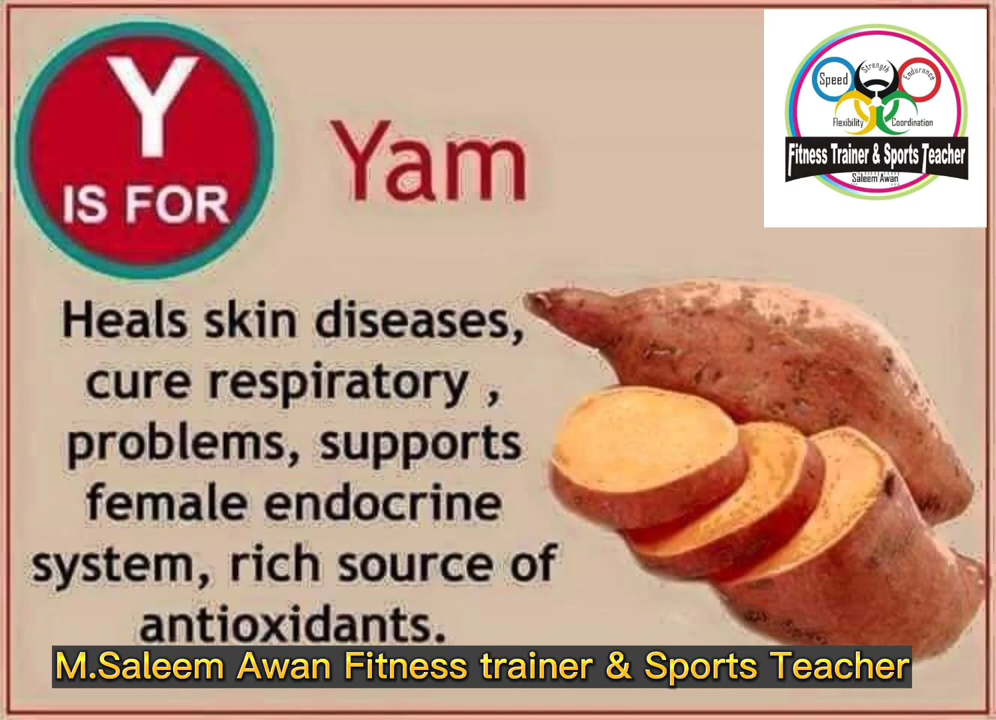 Y
IS FOR
Yam
Speed
Strength
Endurance
Flexibility
Coordination
Fitness Trainer & Sports Teacher
Saleem Awan
Heals skin diseases,
cure respiratory ,
problems, supports
female endocrine
system, rich source of
antioxidants.
M.Saleem Awan Fitness trainer & Sports Teacher